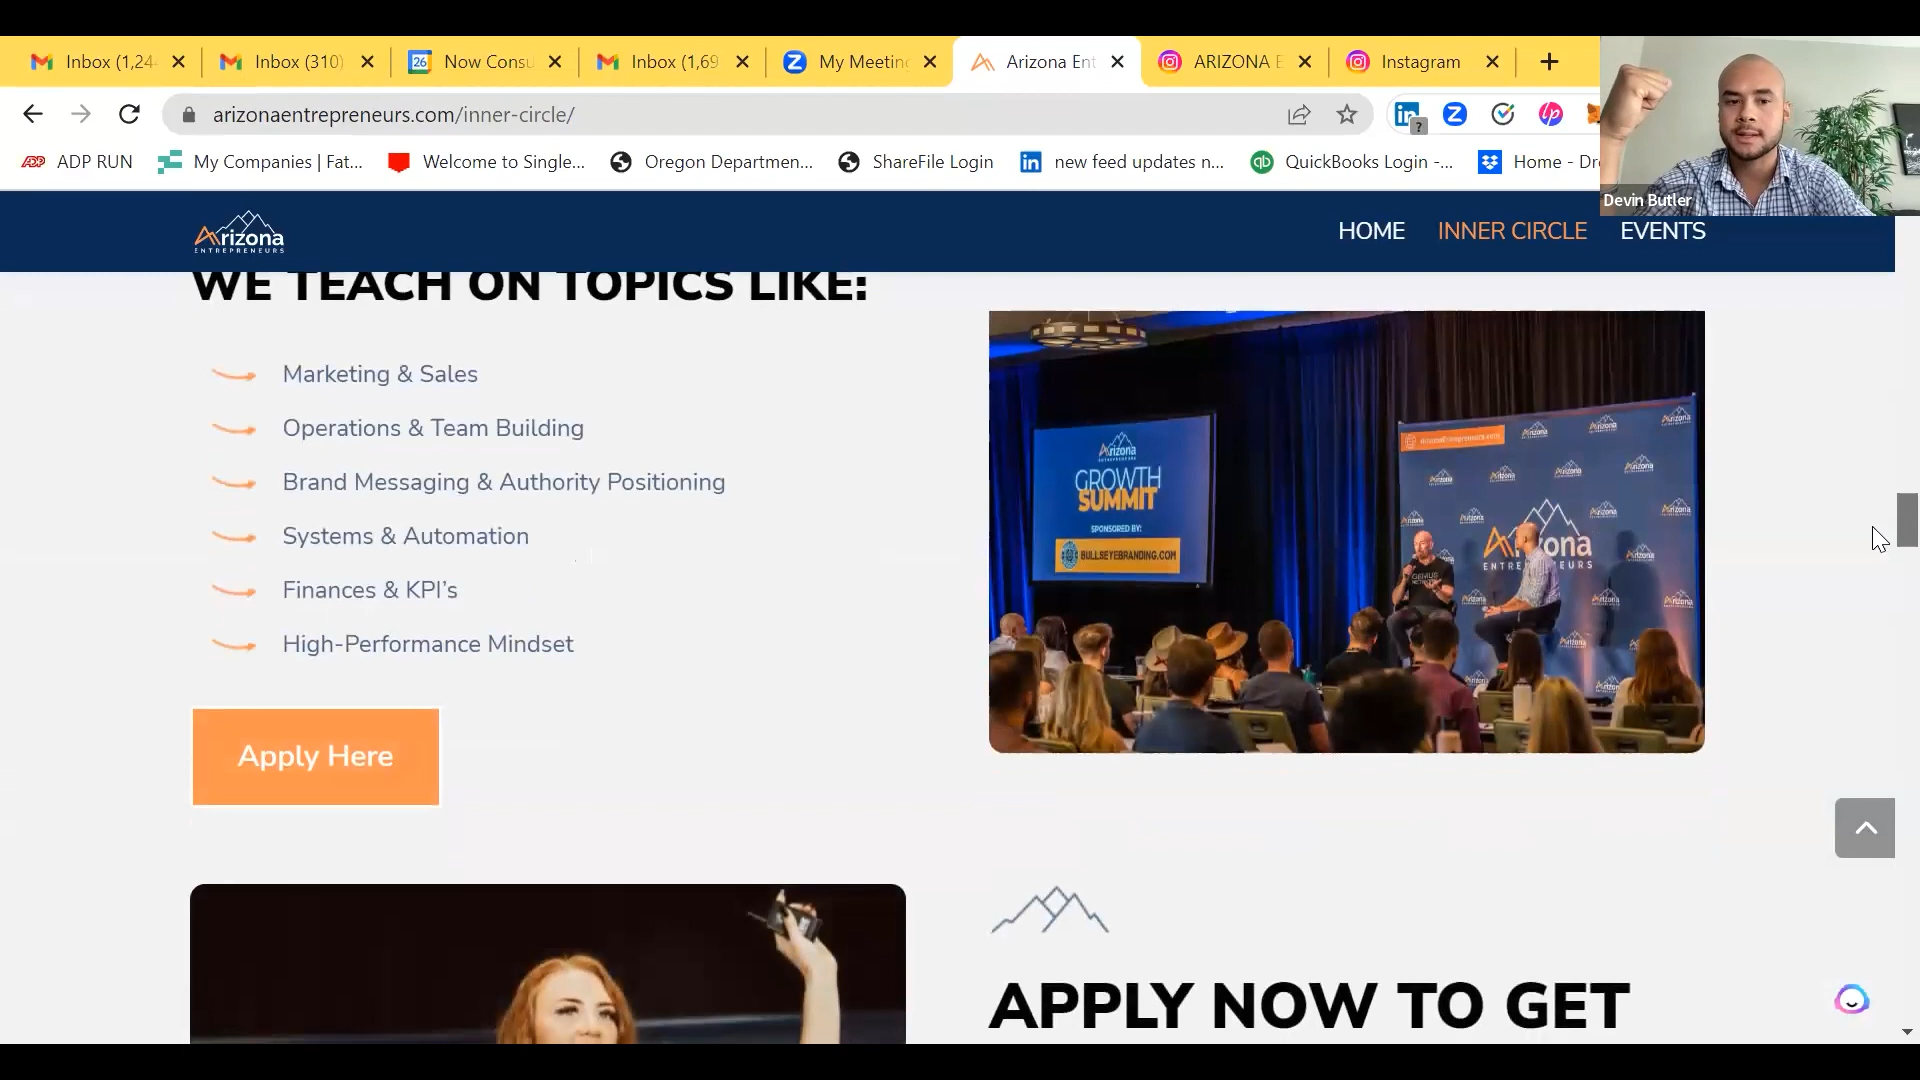 Inbox (1,24
Inbox (310)
26
Now Consu
Inbox (1,69
My Meeting
Arizona Ent
ARIZONA E
Instagram
arizonaentrepreneurs.com/inner-circle/
?
lp
ADP RUN
My Companies | Fat...
Welcome to Single...
Oregon Departmen...
ShareFile Login
new feed updates n...
QuickBooks Login -...
Home - Dr
Devin Butler
Arizona
ENTREPRENEURS
HOME
INNER CIRCLE
EVENTS
WE TEACH ON TOPICS LIKE:
Marketing & Sales
Operations & Team Building
Brand Messaging & Authority Positioning
Systems & Automation
Finances & KPI's
High-Performance Mindset
Apply Here
Arizona
GROWTH
SUMMIT
SPONSORED BY:
BULLSEYEBRANDING.COM
APPLY NOW TO GET